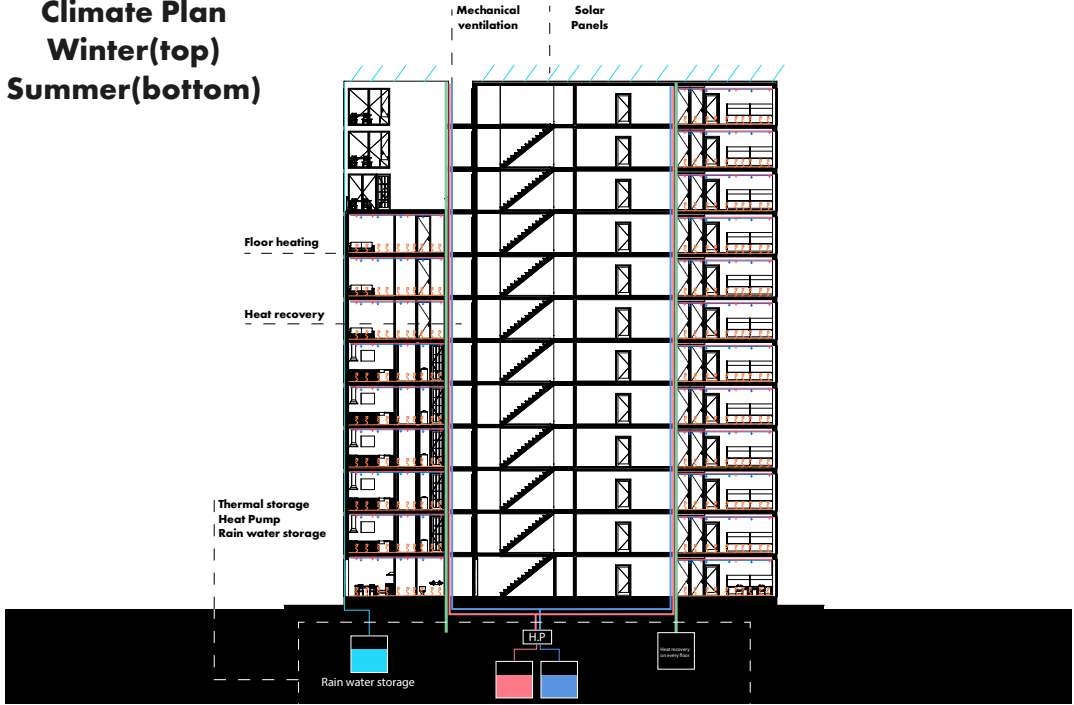 Climate Plan
Winter(top)
Summer(bottom)
Mechanical
ventilation
Solar
Panels
Floor heating
Heat recovery
Thermal storage
Heat Pump
Rain water storage
H.P
Heat recovery
on every floor
Rain water storage